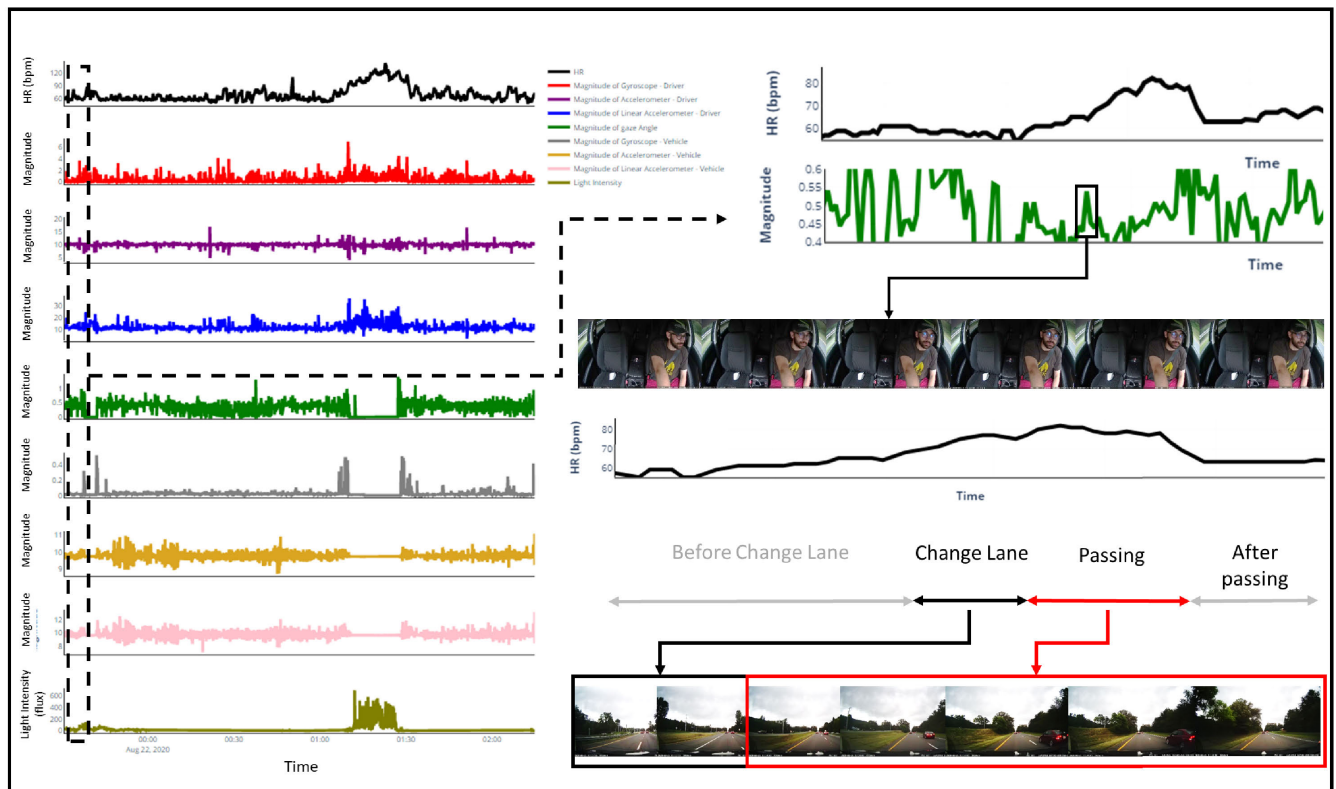 HR (bpm)
120
90
60
Magnitude
6
4
2
0
Magnitude
20
15
10
5
Magnitude
30
20
10
Magnitude
1
0.5
0
Magnitude
0.4
0.2
0
Magnitude
11
10
9
Magnitude
12
10
8
Light Intensity
(flux)
600
400
200
0
00:00
00:30
01:00
01:30
02:00
Aug 22, 2020
Time
HR
Magnitude of Gyroscope - Driver
Magnitude of Accelerometer - Driver
Magnitude of Linear Accelerometer - Driver
Magnitude of gaze Angle
Magnitude of Gyroscope - Vehicle
Magnitude of Accelerometer - Vehicle
Magnitude of Linear Accelerometer - Vehicle
Light Intensity
HR (bpm)
80
70
60
Time
Magnitude
0.6
0.55
0.5
0.45
0.4
Time
HR (bpm)
80
70
60
Time
Before Change Lane
Change Lane
Passing
After
passing